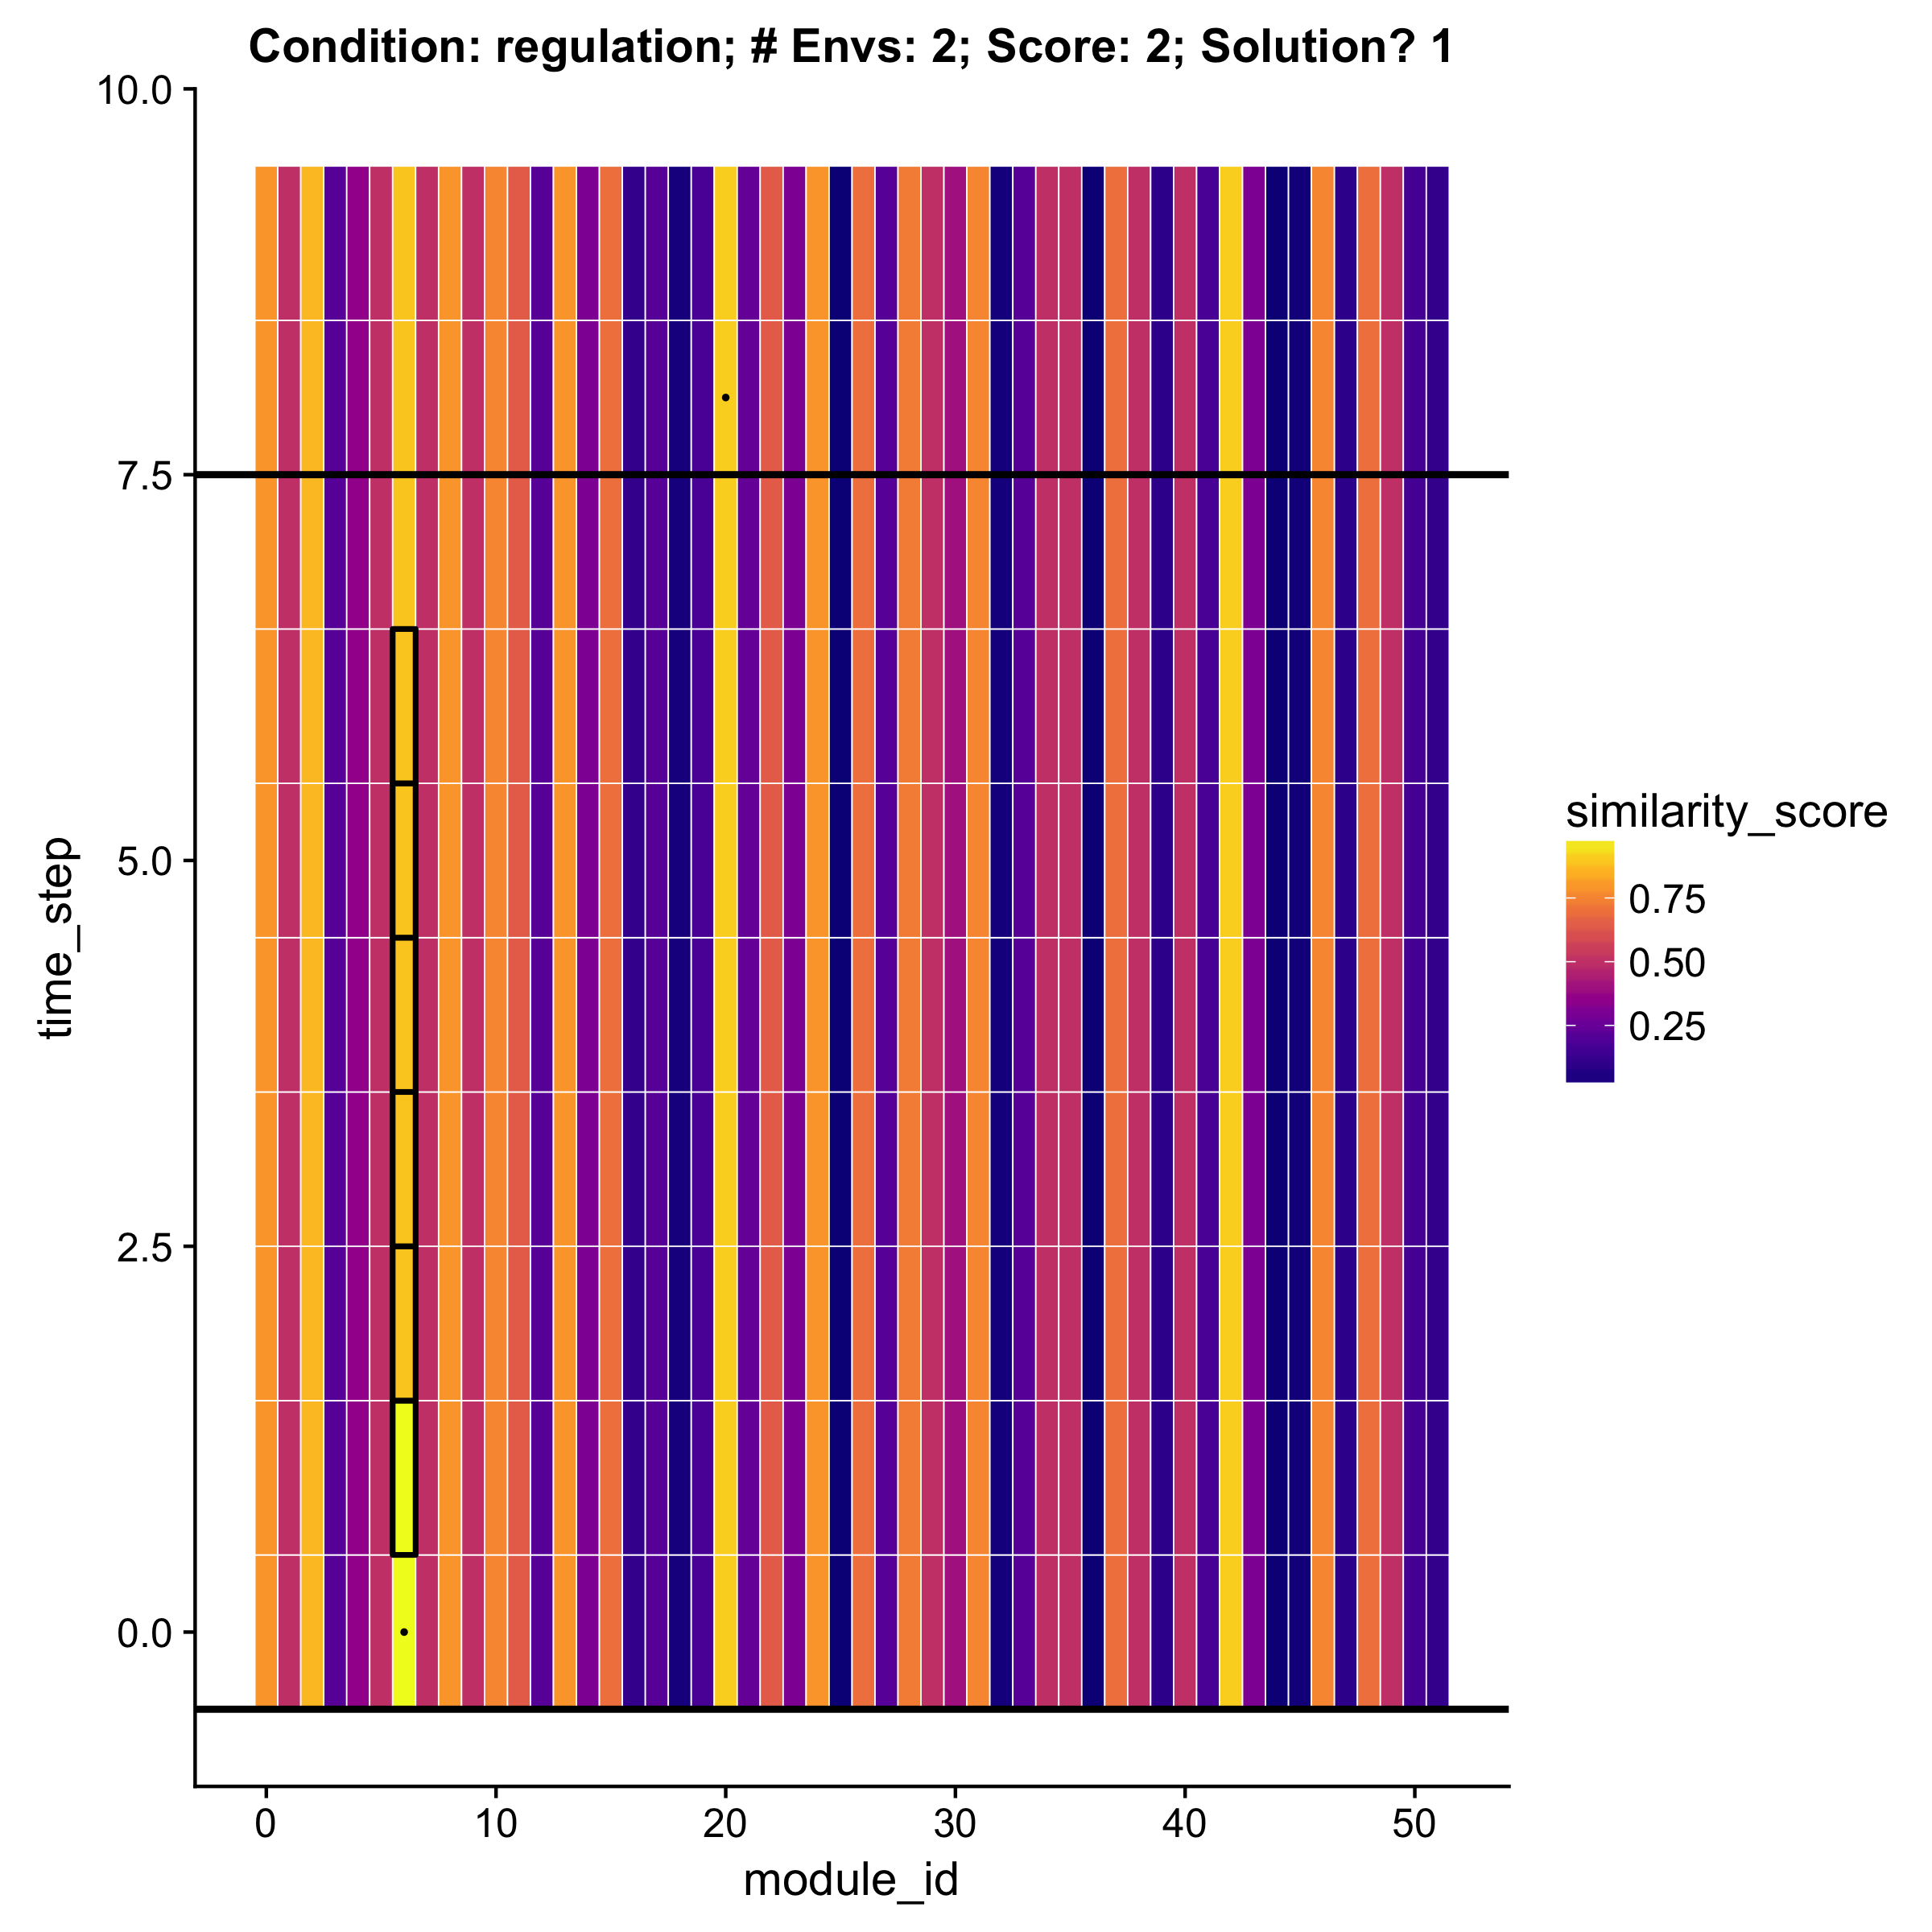 Condition: regulation; # Envs: 2; Score: 2; Solution? 1
10.0
7.5
5.0
2.5
0.0
time_step
0 10 20 30 40 50
module_id
similarity_score
0.75
0.50
0.25